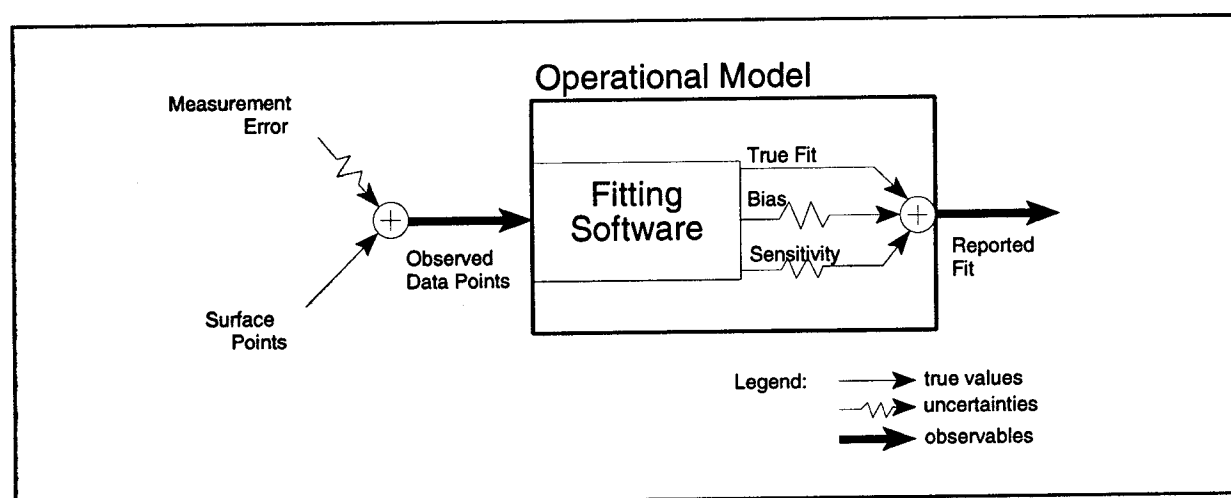 Operational Model
Measurement
Error
True Fit
Fitting
Software
Bias
Sensitivity
Observed
Data Points
Reported
Fit
Surface
Points
Legend:
true values
uncertainties
observables